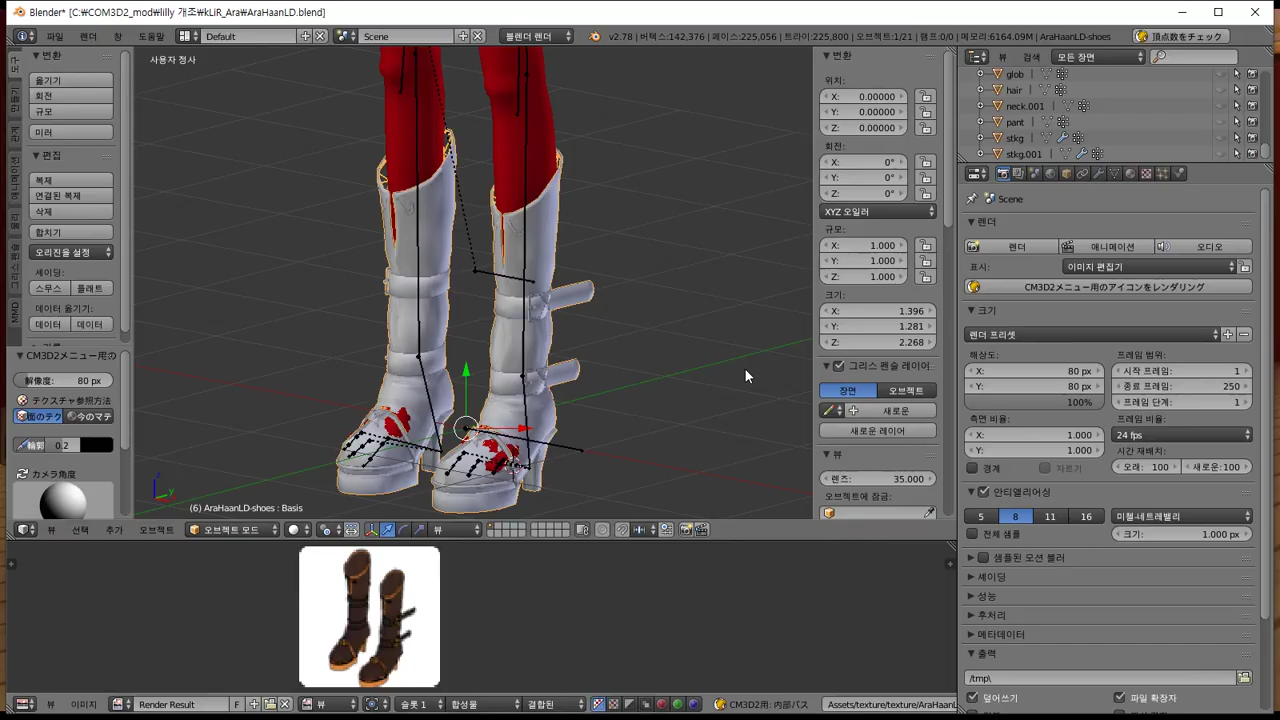 Blender* [C:\COM3D2_mod\lilly 개조\kLiR_Ara\AraHaanLD.blend]
파일 렌더 창 도움말 Default Scene 블렌더 렌더 v2.78 | 버텍스:142,376 | 페이스:225,056 | 트라이:225,800 | 오브젝트:1/21 | 램프:0/0 | 메모리:6164.09M | AraHaanLD-shoes 頂点数をチェック
변환
옮기기
회전
규모
미러
편집
복제
연결된 복제
삭제
합치기
오리진을 설정
셰이딩:
스무스 플래트
데이터 옮기기:
데이터 데이터
CM3D2メニュー用の
解像度: 80 px
テクスチャ参照方法
面のテク 今のマテ
輪郭 0.2
カメラ角度
MMD
사용자 정사
(6) AraHaanLD-shoes : Basis
뷰 선택 추가 오브젝트 오브젝트 모드 뷰
변환
위치:
X: 0.00000
Y: 0.00000
Z: 0.00000
회전:
X: 0°
Y: 0°
Z: 0°
XYZ 오일러
규모:
X: 1.000
Y: 1.000
Z: 1.000
크기:
X: 1.396
Y: 1.281
Z: 2.268
그리스 펜슬 레이어
장면 오브젝트
새로운
새로운 레이어
뷰
렌즈: 35.000
오브젝트에 잠금:
뷰 검색 모든 장면
glob
hair
neck.001
pant
stkg
stkg.001
Scene
렌더
렌더 애니메이션 오디오
표시: 이미지 편집기
CM3D2メニュー用のアイコンをレンダリング
크기
렌더 프리셋
해상도: 프레임 범위:
X: 80 px 시작 프레임: 1
Y: 80 px 종료 프레임: 250
100% 프레임 단계: 1
측면 비율: 프레임 비율:
X: 1.000 24 fps
Y: 1.000 시간 재배치:
경계 자르기 오래: 100 새로운:100
안티앨리어싱
5 8 11 16 미첼-네트레밸리
전체 샘플 크기: 1.000 px
샘플된 모션 블러
셰이딩
성능
후처리
메타데이터
출력
/tmp\
덮어쓰기 파일 확장자
뷰 이미지 Render Result F 뷰 슬롯 1 합성물 결합된 CM3D2用: 内部パス Assets/texture/texture/AraHaanL